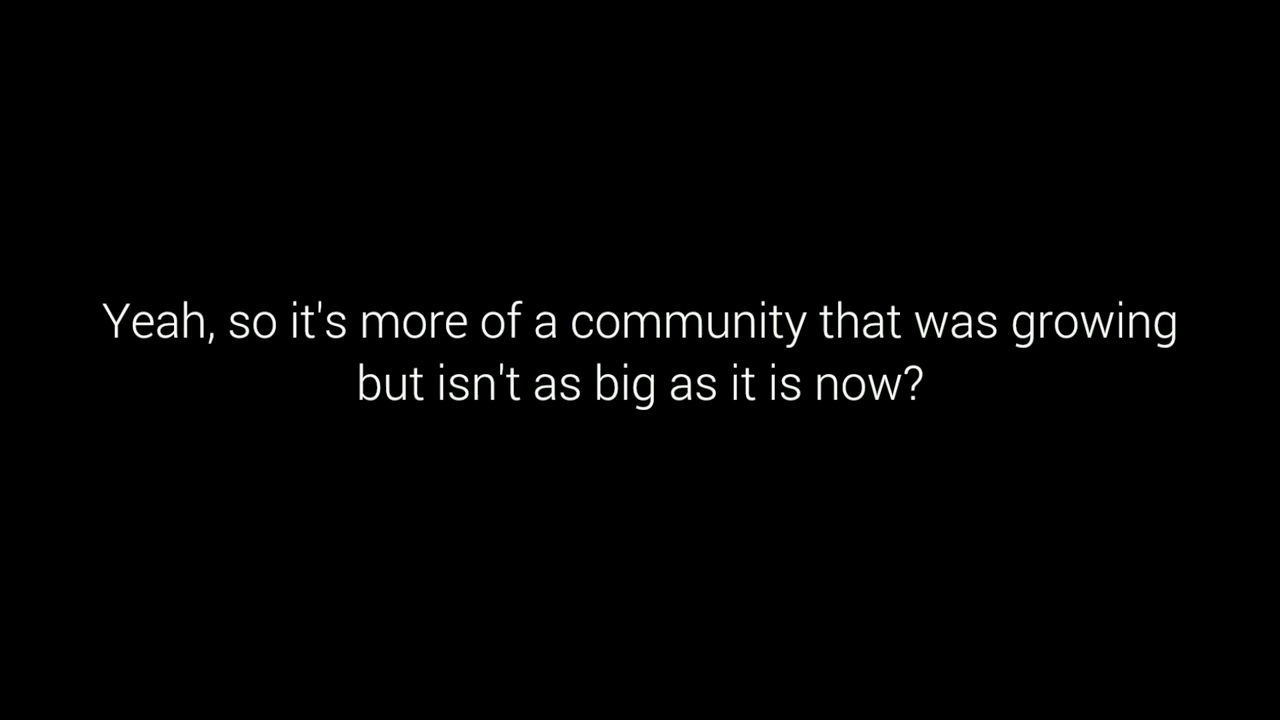 Yeah, so it's more of a community that was growing
but isn't as big as it is now?